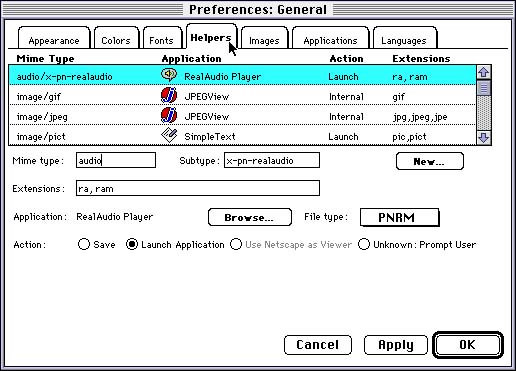 Preferences: General
Appearance Colors Fonts Helpers Images Applications Languages
Mime Type Application Action Extensions
audio/x-pn-realaudio RealAudio Player Launch ra, ram
image/gif JPEGView Internal gif
image/jpeg JPEGView Internal jpg,jpeg,jpe
image/pict SimpleText Launch pic,pict
Mime type: audio Subtype: x-pn-realaudio New...
Extensions: ra, ram
Application: RealAudio Player Browse... File type: PNRM
Action: Save Launch Application Use Netscape as Viewer Unknown: Prompt User
Cancel Apply OK